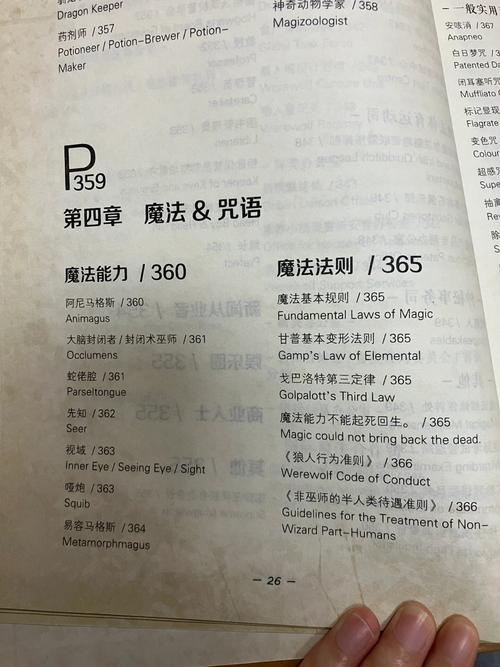 Dragon Keeper
药剂师 / 357
Potioneer / Potion–Brewer / Potion–
Maker
神奇动物学家 / 358
Magizoologist
P359
第四章 魔法 & 咒语
魔法能力 / 360
阿尼马格斯 / 360
Animagus
大脑封闭者 / 封闭术巫师 / 361
Occlumens
蛇佬腔 / 361
Parseltongue
先知 / 362
Seer
视域 / 363
Inner Eye / Seeing Eye / Sight
哑炮 / 363
Squib
易容马格斯 / 364
Metamorphmagus
魔法法则 / 365
魔法基本规则 / 365
Fundamental Laws of Magic
甘普基本变形法则 / 365
Gamp's Law of Elemental
戈巴洛特第三定律 / 365
Golpalott's Third Law
魔法能力不能起死回生。 / 365
Magic could not bring back the dead.
《狼人行为准则》 / 366
Werewolf Code of Conduct
《非巫师的半人类待遇准则》 / 366
Guidelines for the Treatment of Non–
Wizard Part–Humans
– 26 –
一般实用
安咳消 / 367
Anapneo
白日梦咒 / 3
Patented Da
闭耳塞听咒
Muffliato
标记显现
Flagrate
变色咒
Colou
超感
Supe
抽离
Rev
除